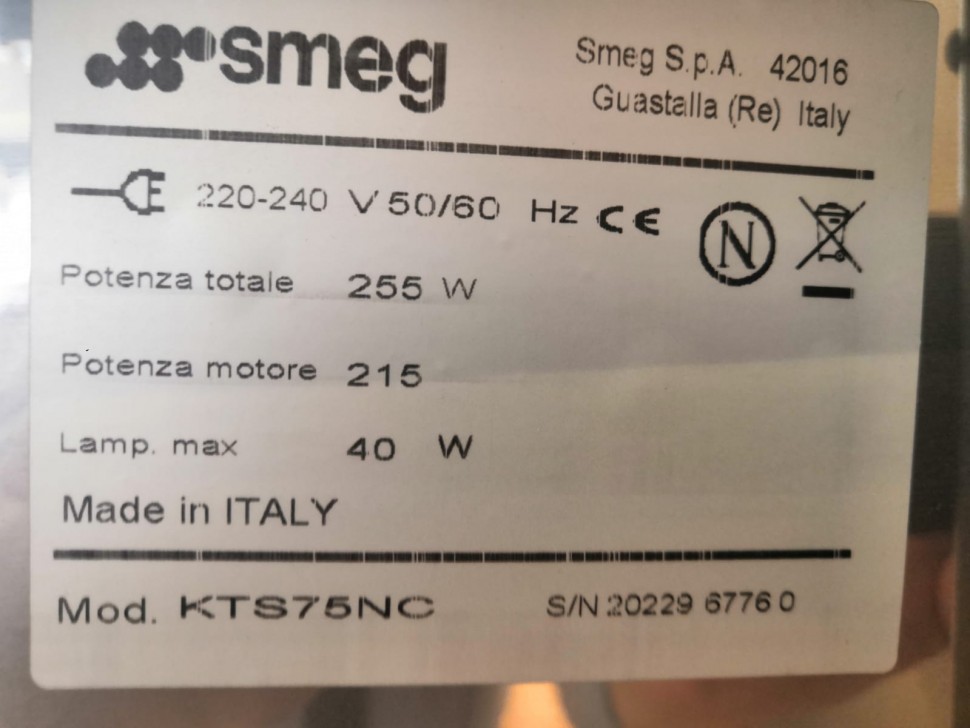 smeg
Smeg S.p.A. 42016
Guastalla (Re) Italy
220-240 V 50/60 Hz CE N
Potenza totale 255 W
Potenza motore 215
Lamp. max 40 W
Made in ITALY
Mod. KTS75NC S/N 20229 6776 0